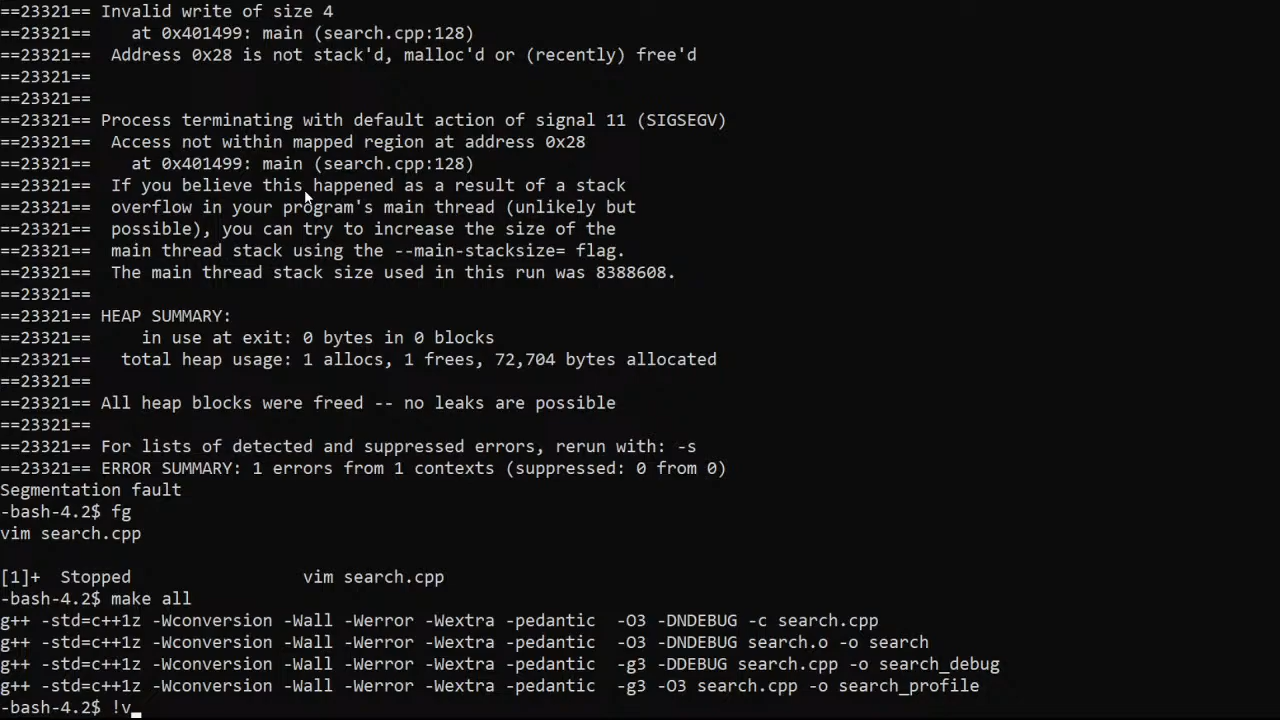 ==23321== Invalid write of size 4
==23321==    at 0x401499: main (search.cpp:128)
==23321==  Address 0x28 is not stack'd, malloc'd or (recently) free'd
==23321==
==23321==
==23321== Process terminating with default action of signal 11 (SIGSEGV)
==23321==  Access not within mapped region at address 0x28
==23321==    at 0x401499: main (search.cpp:128)
==23321==  If you believe this happened as a result of a stack
==23321==  overflow in your program's main thread (unlikely but
==23321==  possible), you can try to increase the size of the
==23321==  main thread stack using the --main-stacksize= flag.
==23321==  The main thread stack size used in this run was 8388608.
==23321==
==23321== HEAP SUMMARY:
==23321==     in use at exit: 0 bytes in 0 blocks
==23321==   total heap usage: 1 allocs, 1 frees, 72,704 bytes allocated
==23321==
==23321== All heap blocks were freed -- no leaks are possible
==23321==
==23321== For lists of detected and suppressed errors, rerun with: -s
==23321== ERROR SUMMARY: 1 errors from 1 contexts (suppressed: 0 from 0)
Segmentation fault
-bash-4.2$ fg
vim search.cpp
[1]+  Stopped                 vim search.cpp
-bash-4.2$ make all
g++ -std=c++1z -Wconversion -Wall -Werror -Wextra -pedantic  -O3 -DNDEBUG -c search.cpp
g++ -std=c++1z -Wconversion -Wall -Werror -Wextra -pedantic  -O3 -DNDEBUG search.o -o search
g++ -std=c++1z -Wconversion -Wall -Werror -Wextra -pedantic  -g3 -DDEBUG search.cpp -o search_debug
g++ -std=c++1z -Wconversion -Wall -Werror -Wextra -pedantic  -g3 -O3 search.cpp -o search_profile
-bash-4.2$ !v